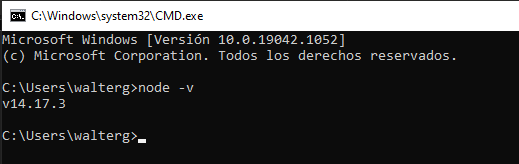 C:\Windows\system32\CMD.exe
Microsoft Windows [Versión 10.0.19042.1052]
(c) Microsoft Corporation. Todos los derechos reservados.
C:\Users\walterg>node -v
v14.17.3
C:\Users\walterg>